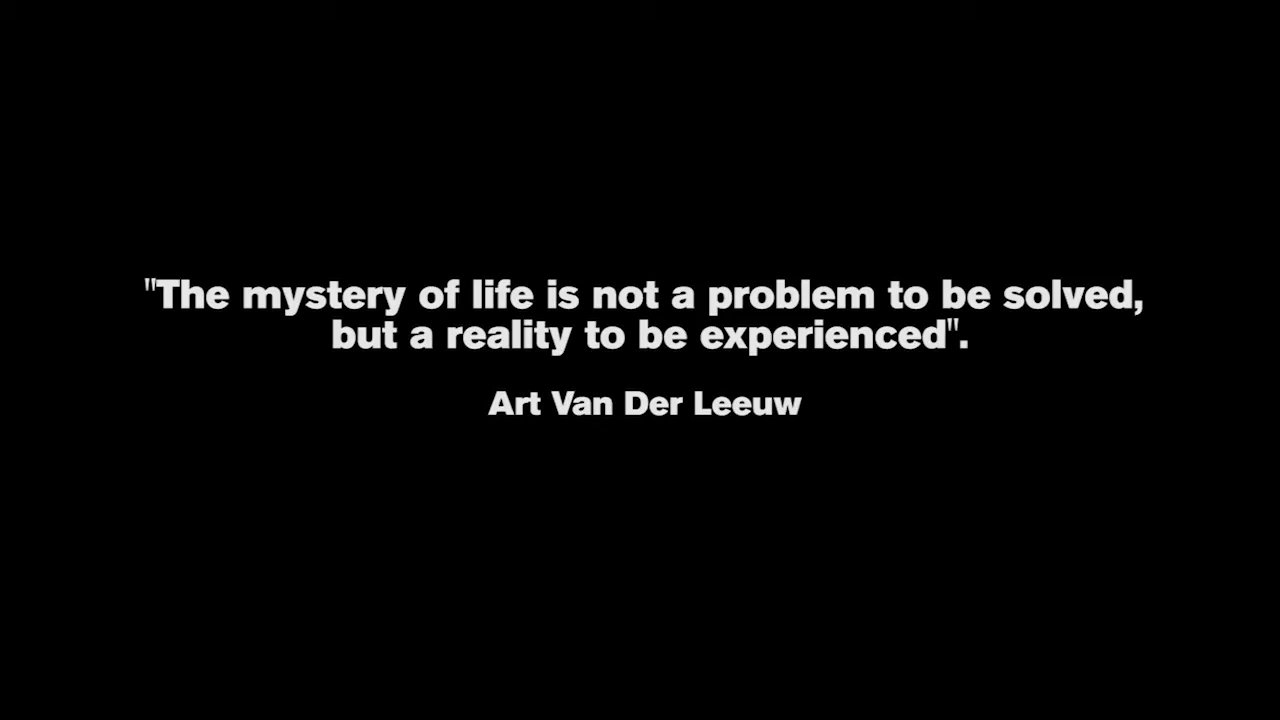 "The mystery of life is not a problem to be solved,
but a reality to be experienced".
Art Van Der Leeuw